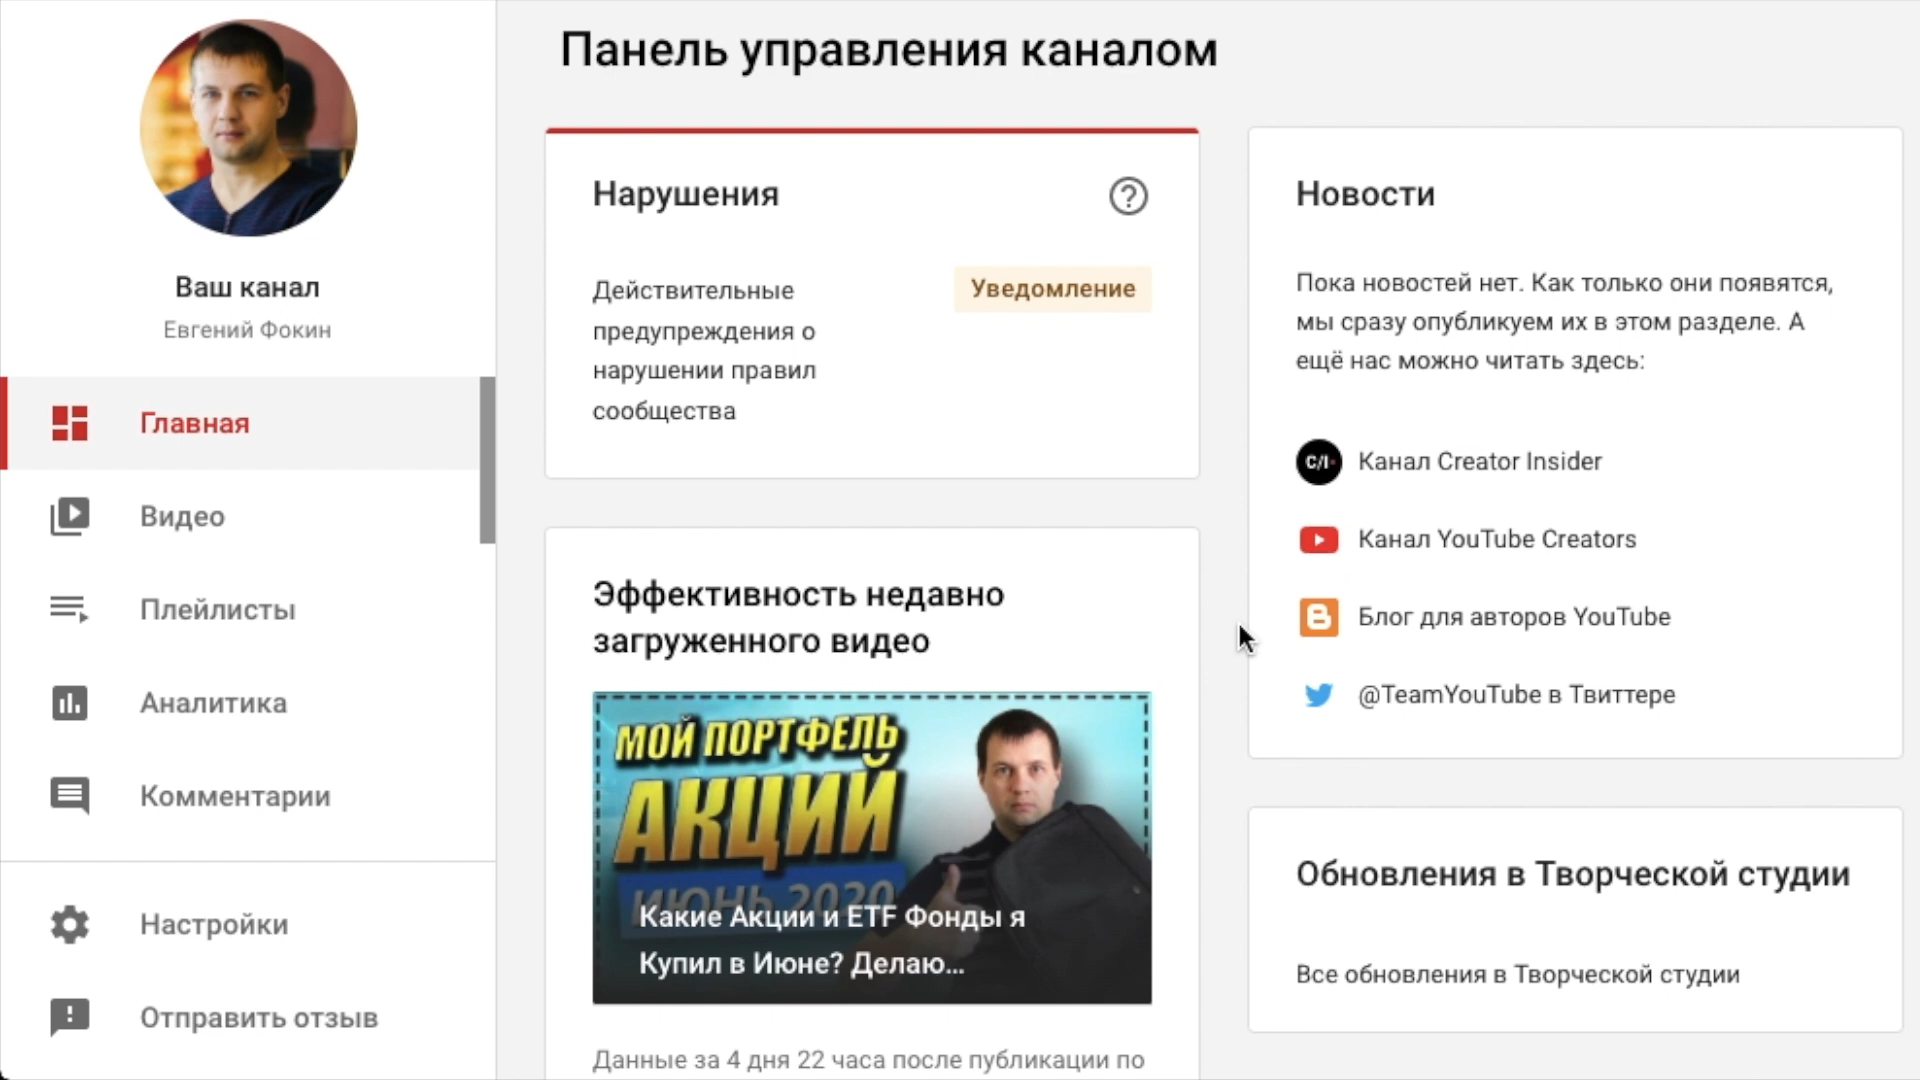 Ваш канал
Евгений Фокин
Главная
Видео
Плейлисты
Аналитика
Комментарии
Настройки
Отправить отзыв
Панель управления каналом
Нарушения
Действительные
предупреждения о
нарушении правил
сообщества
Уведомление
Эффективность недавно
загруженного видео
МОЙ ПОРТФЕЛЬ
АКЦИЙ
ИЮНЬ 2020
Какие Акции и ETF Фонды я
Купил в Июне? Делаю...
Данные за 4 дня 22 часа после публикации по
Новости
Пока новостей нет. Как только они появятся,
мы сразу опубликуем их в этом разделе. А
ещё нас можно читать здесь:
C/I
Канал Creator Insider
Канал YouTube Creators
Блог для авторов YouTube
@TeamYouTube в Твиттере
Обновления в Творческой студии
Все обновления в Творческой студии